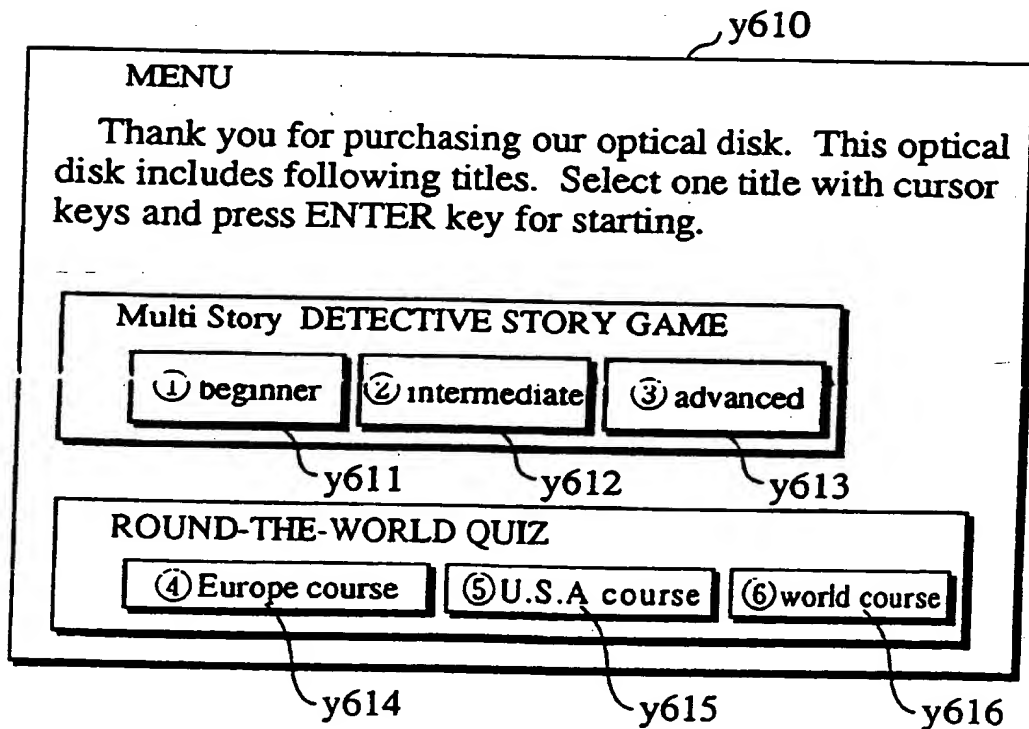 y610
MENU
Thank you for purchasing our optical disk. This optical
disk includes following titles. Select one title with cursor
keys and press ENTER key for starting.
Multi Story DETECTIVE STORY GAME
① beginner ② intermediate ③ advanced
y611 y612 y613
ROUND-THE-WORLD QUIZ
④ Europe course ⑤ U.S.A course ⑥ world course
y614 y615 y616